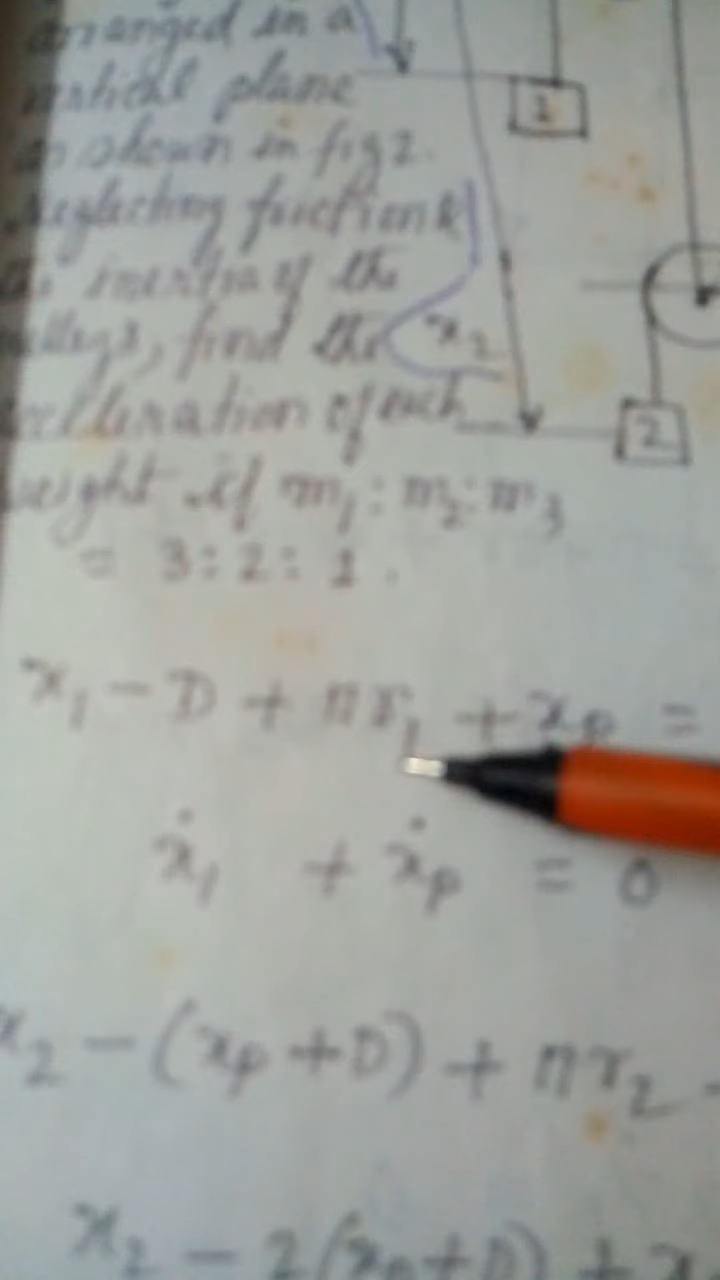 arranged in a
vertical plane
as shown in fig 2.
Neglecting friction &
the inertia of the
pulleys, find the
acceleration of each
weight if m₁ : m₂ : m₃
= 3 : 2 : 1 .
1
x₂
2
x₁ - D + πr₁ + xₚ =
ẋ₁ + ẋₚ = 0
x₂ - (xₚ + D) + πr₂ -
x₂ - 2(xₚ + D) + x